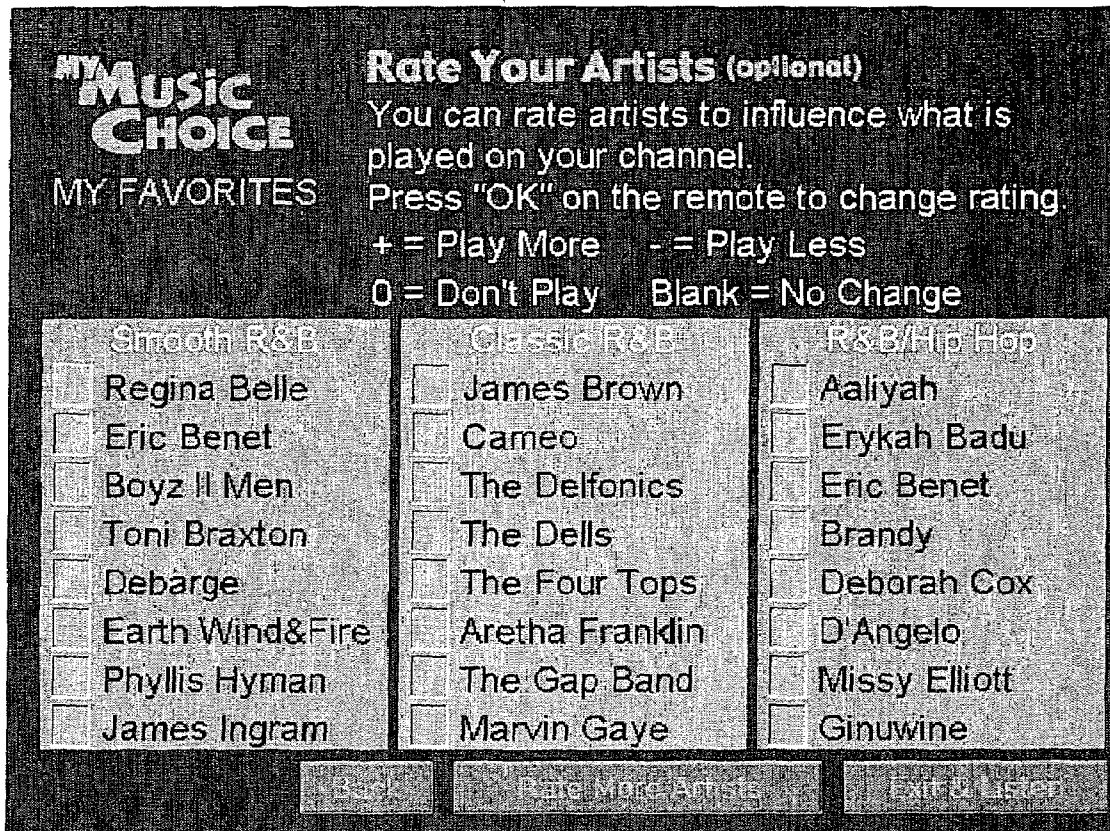 MY MUSIC CHOICE
MY FAVORITES
Rate Your Artists (optional)
You can rate artists to influence what is
played on your channel.
Press "OK" on the remote to change rating.
+ = Play More - = Play Less
0 = Don't Play Blank = No Change
Smooth R&B
Regina Belle
Eric Benet
Boyz II Men
Toni Braxton
Debarge
Earth Wind&Fire
Phyllis Hyman
James Ingram
Classic R&B
James Brown
Cameo
The Delfonics
The Dells
The Four Tops
Aretha Franklin
The Gap Band
Marvin Gaye
R&B/Hip Hop
Aaliyah
Erykah Badu
Eric Benet
Brandy
Deborah Cox
D'Angelo
Missy Elliott
Ginuwine
Back
Rate More Artists
Exit & Listen